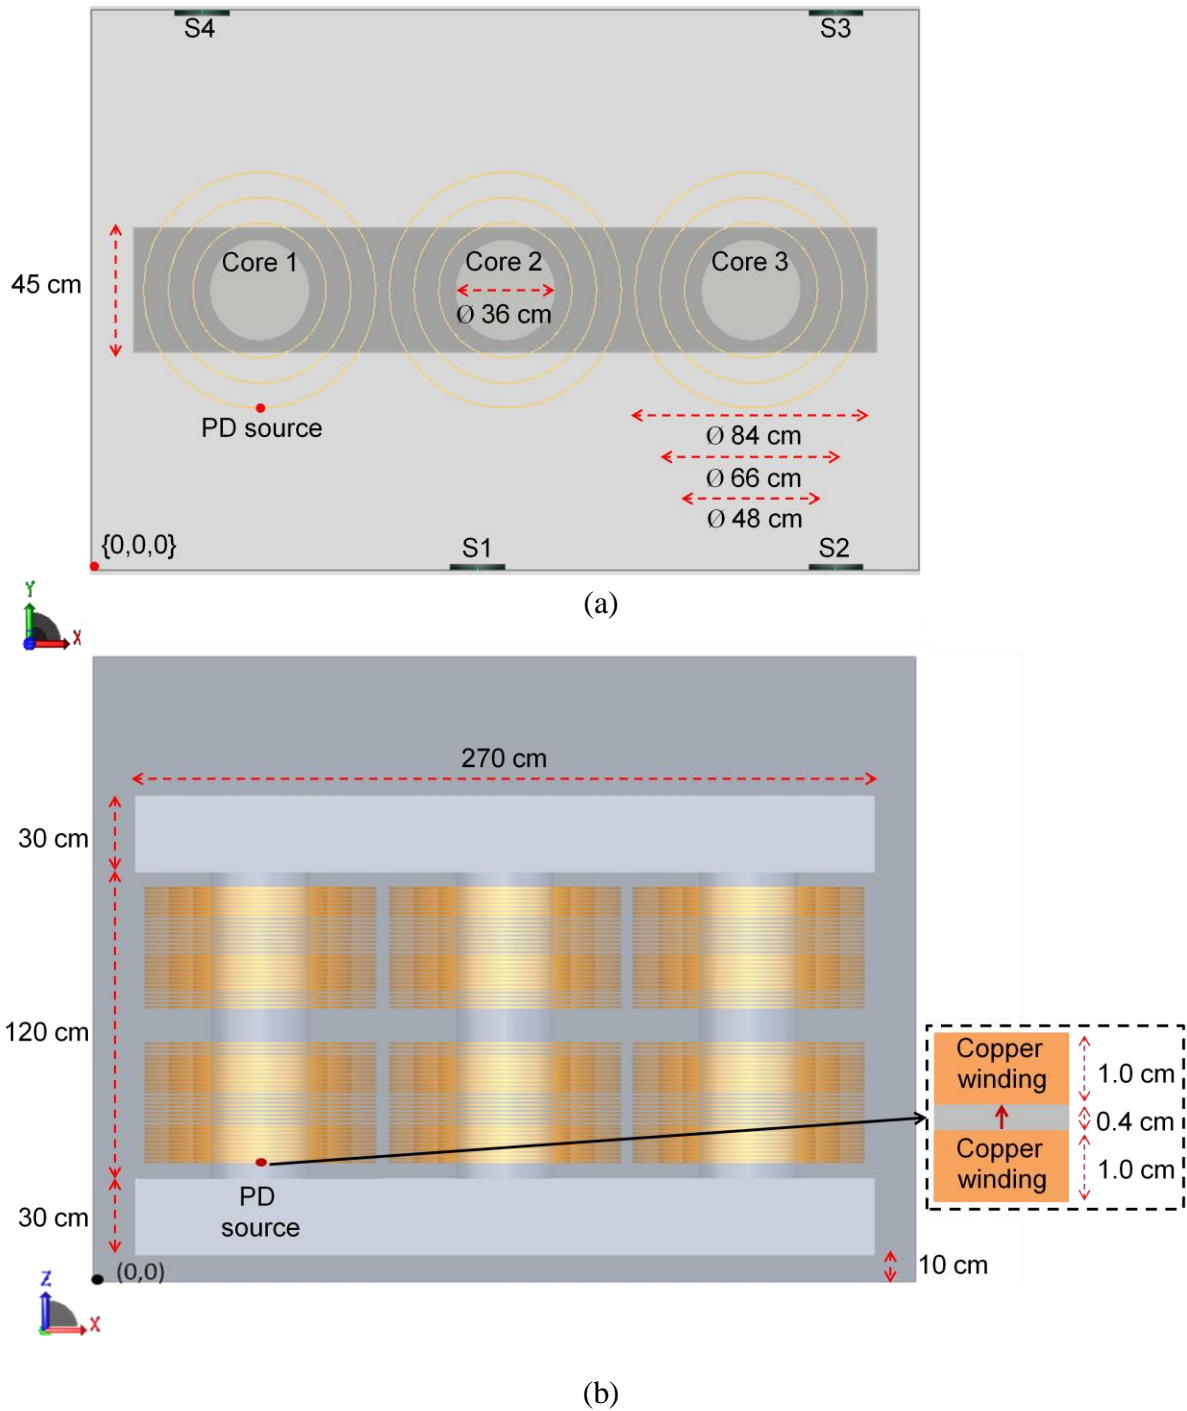 S4
S3
Core 1
Core 2
Core 3
45 cm
Ø 36 cm
PD source
Ø 84 cm
Ø 66 cm
Ø 48 cm
{0,0,0}
S1
S2
(a)
Y
X
270 cm
30 cm
120 cm
Copper
winding
1.0 cm
0.4 cm
Copper
winding
1.0 cm
PD
source
30 cm
10 cm
(0,0)
Z
X
(b)